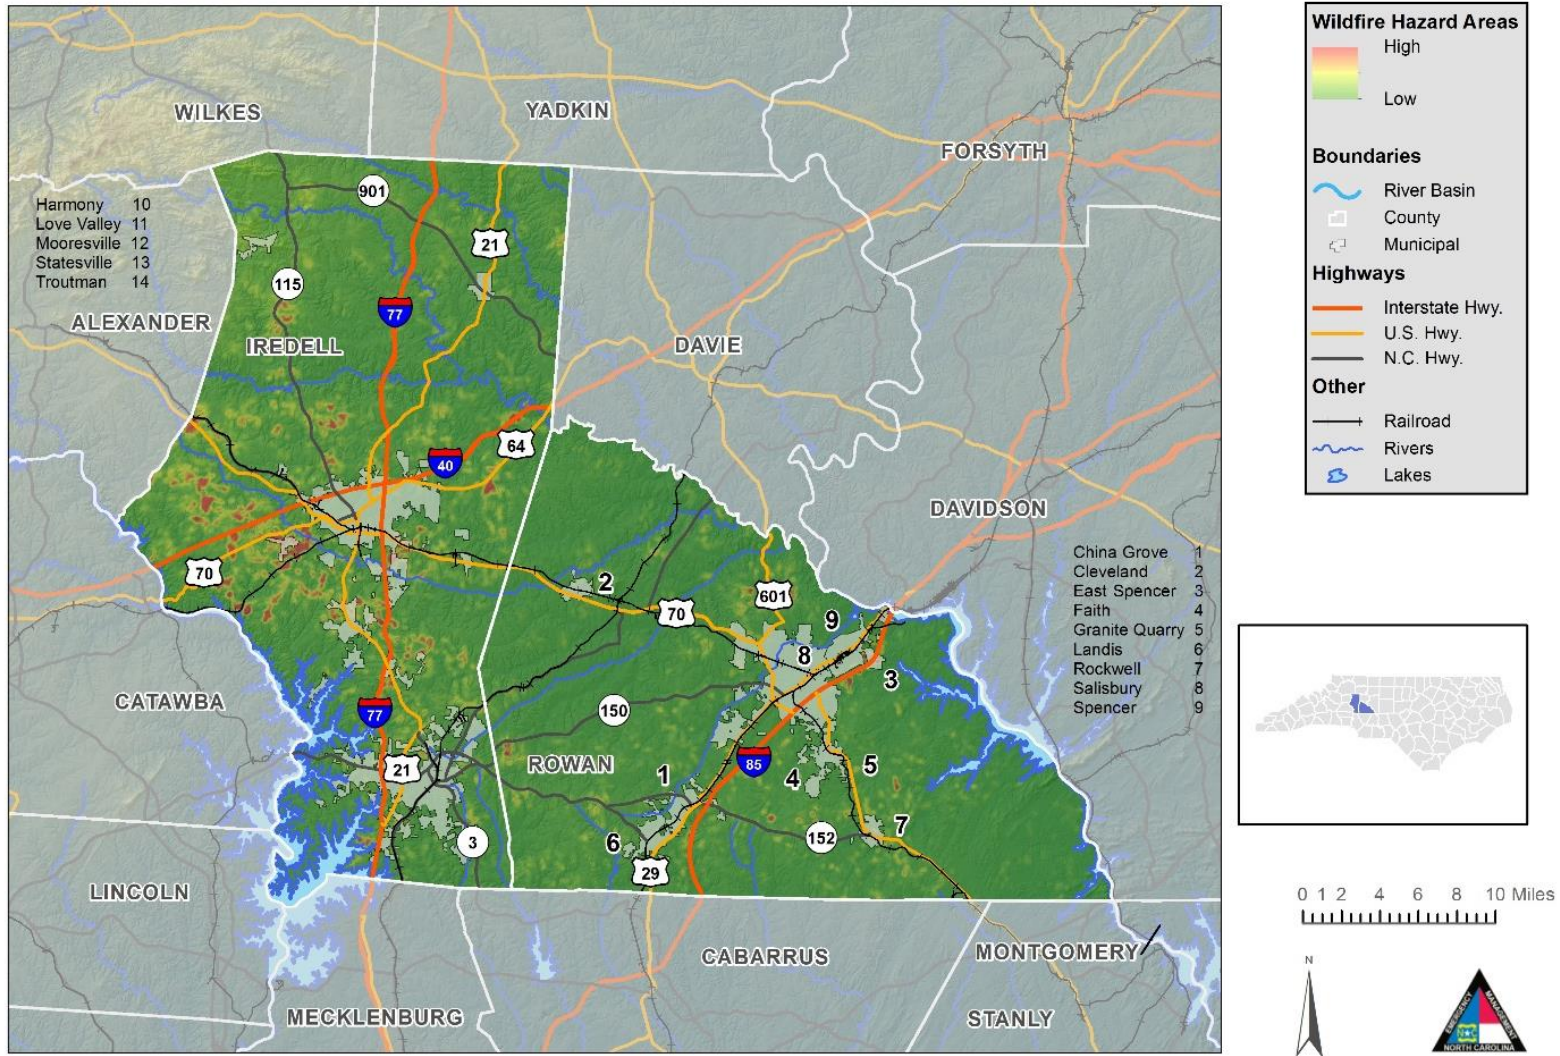 WILKES
YADKIN
FORSYTH
901
Harmony 10
Love Valley 11
Mooresville 12
Statesville 13
Troutman 14
21
115
77
ALEXANDER
IREDELL
DAVIE
64
40
DAVIDSON
70
2
601
70
9
8
3
China Grove 1
Cleveland 2
East Spencer 3
Faith 4
Granite Quarry 5
Landis 6
Rockwell 7
Salisbury 8
Spencer 9
CATAWBA
77
150
21
ROWAN
85
1
4
5
3
6
152
7
29
LINCOLN
CABARRUS
MONTGOMERY
MECKLENBURG
STANLY
Wildfire Hazard Areas
High
Low
Boundaries
River Basin
County
Municipal
Highways
Interstate Hwy.
U.S. Hwy.
N.C. Hwy.
Other
Railroad
Rivers
Lakes
0 1 2 4 6 8 10 Miles
N
EMERGENCY
MANAGEMENT
NORTH CAROLINA